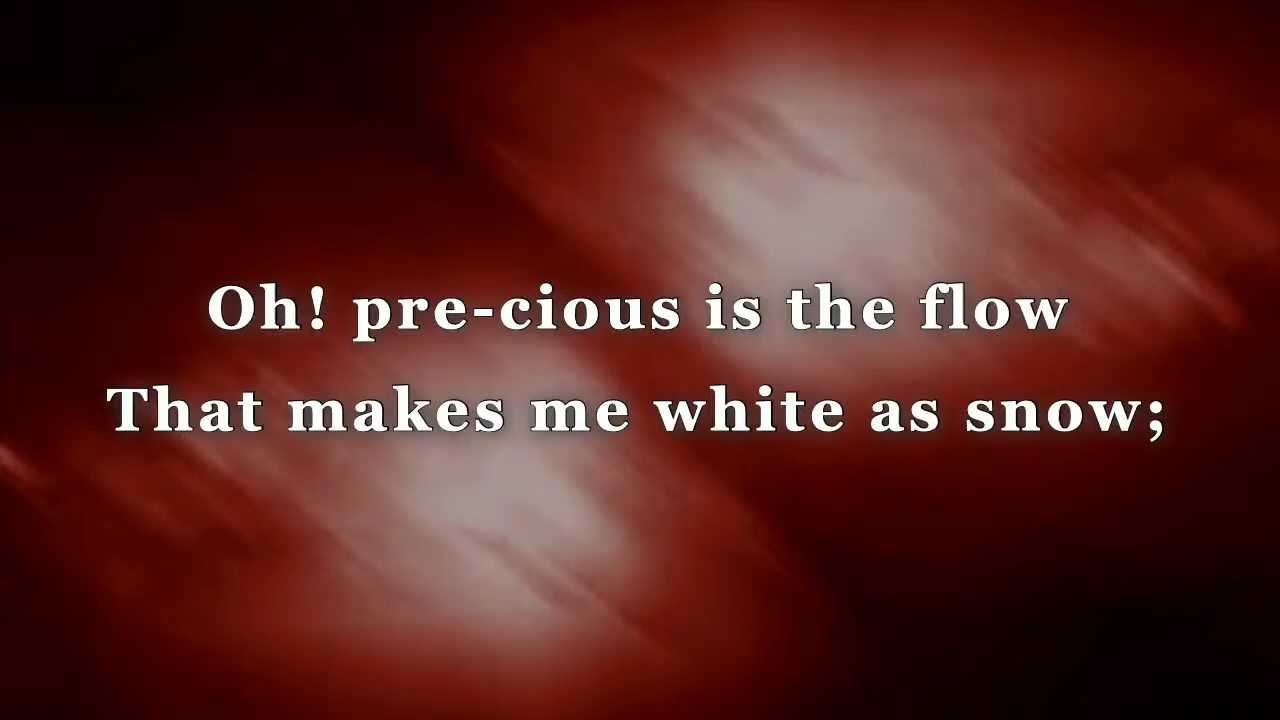 Oh! pre-cious is the flow
That makes me white as snow;